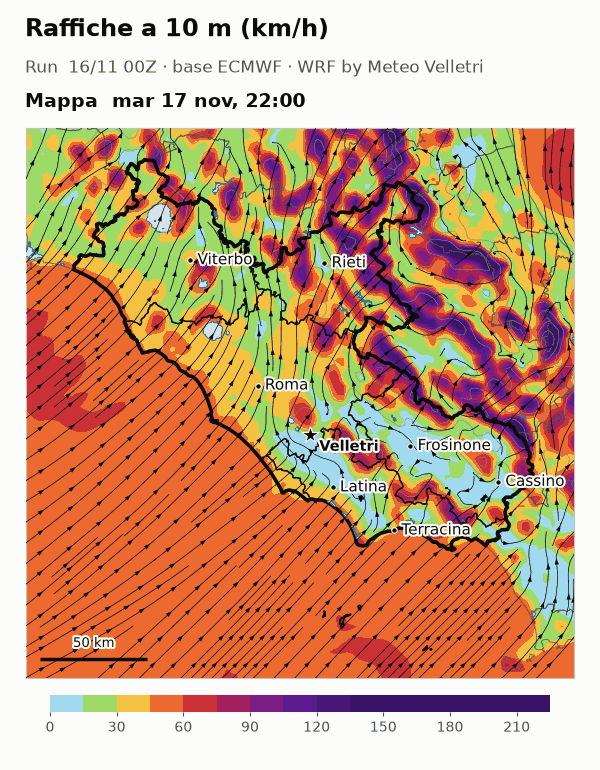 Raffiche a 10 m (km/h)
Run  16/11 00Z · base ECMWF · WRF by Meteo Velletri
Mappa  mar 17 nov, 22:00
Viterbo
Rieti
Roma
Velletri
Frosinone
Cassino
Latina
Terracina
50 km
0 30 60 90 120 150 180 210